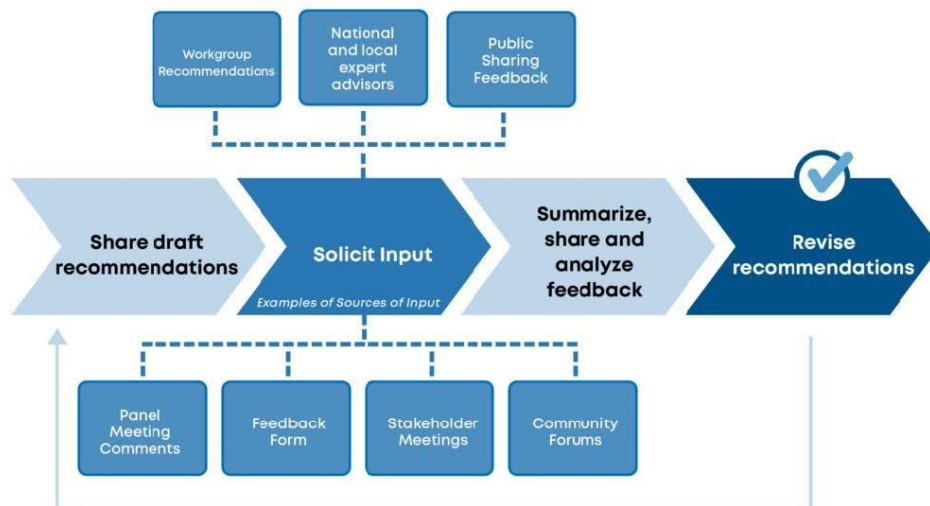 Workgroup
Recommendations
National
and local
expert
advisors
Public
Sharing
Feedback
Share draft
recommendations
Solicit Input
Examples of Sources of Input
Summarize,
share and
analyze
feedback
Revise
recommendations
Panel
Meeting
Comments
Feedback
Form
Stakeholder
Meetings
Community
Forums